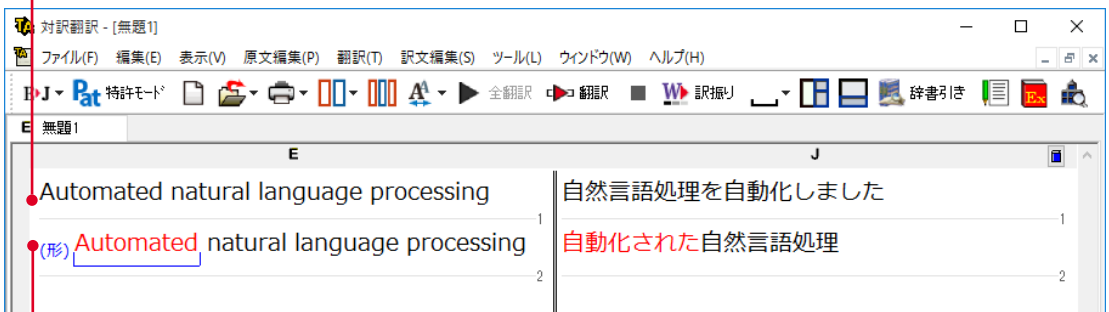 対訳翻訳 - [無題1]
ファイル(F) 編集(E) 表示(V) 原文編集(P) 翻訳(T) 訳文編集(S) ツール(L) ウィンドウ(W) ヘルプ(H)
E▸J Pat 特許モード 全翻訳 翻訳 W 訳振り 辞書引き Ex
E 無題1
E J
Automated natural language processing 自然言語処理を自動化しました
1 1
(形) Automated natural language processing 自動化された自然言語処理
2 2